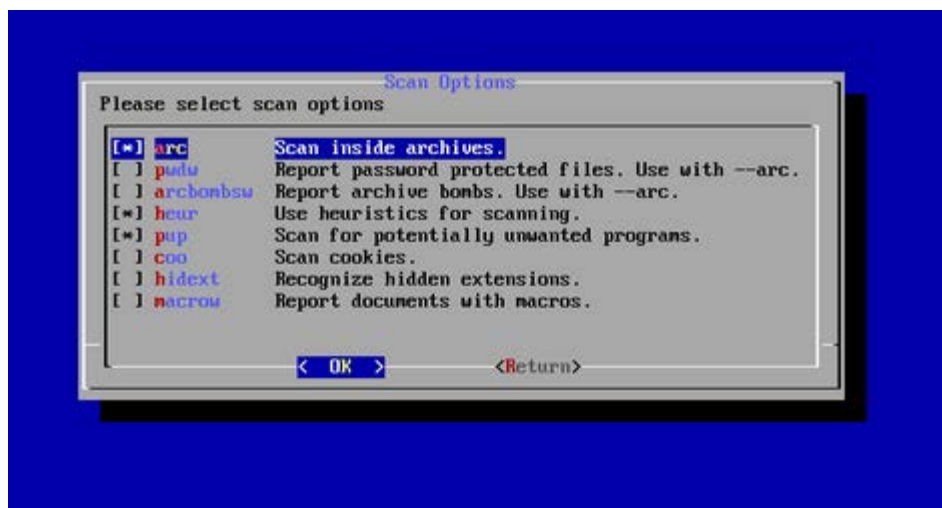 Scan Options
Please select scan options
[*] arc Scan inside archives.
[ ] pwdw Report password protected files. Use with --arc.
[ ] arcbombsw Report archive bombs. Use with --arc.
[*] heur Use heuristics for scanning.
[*] pup Scan for potentially unwanted programs.
[ ] coo Scan cookies.
[ ] hidext Recognize hidden extensions.
[ ] macrow Report documents with macros.
< OK > <Return>